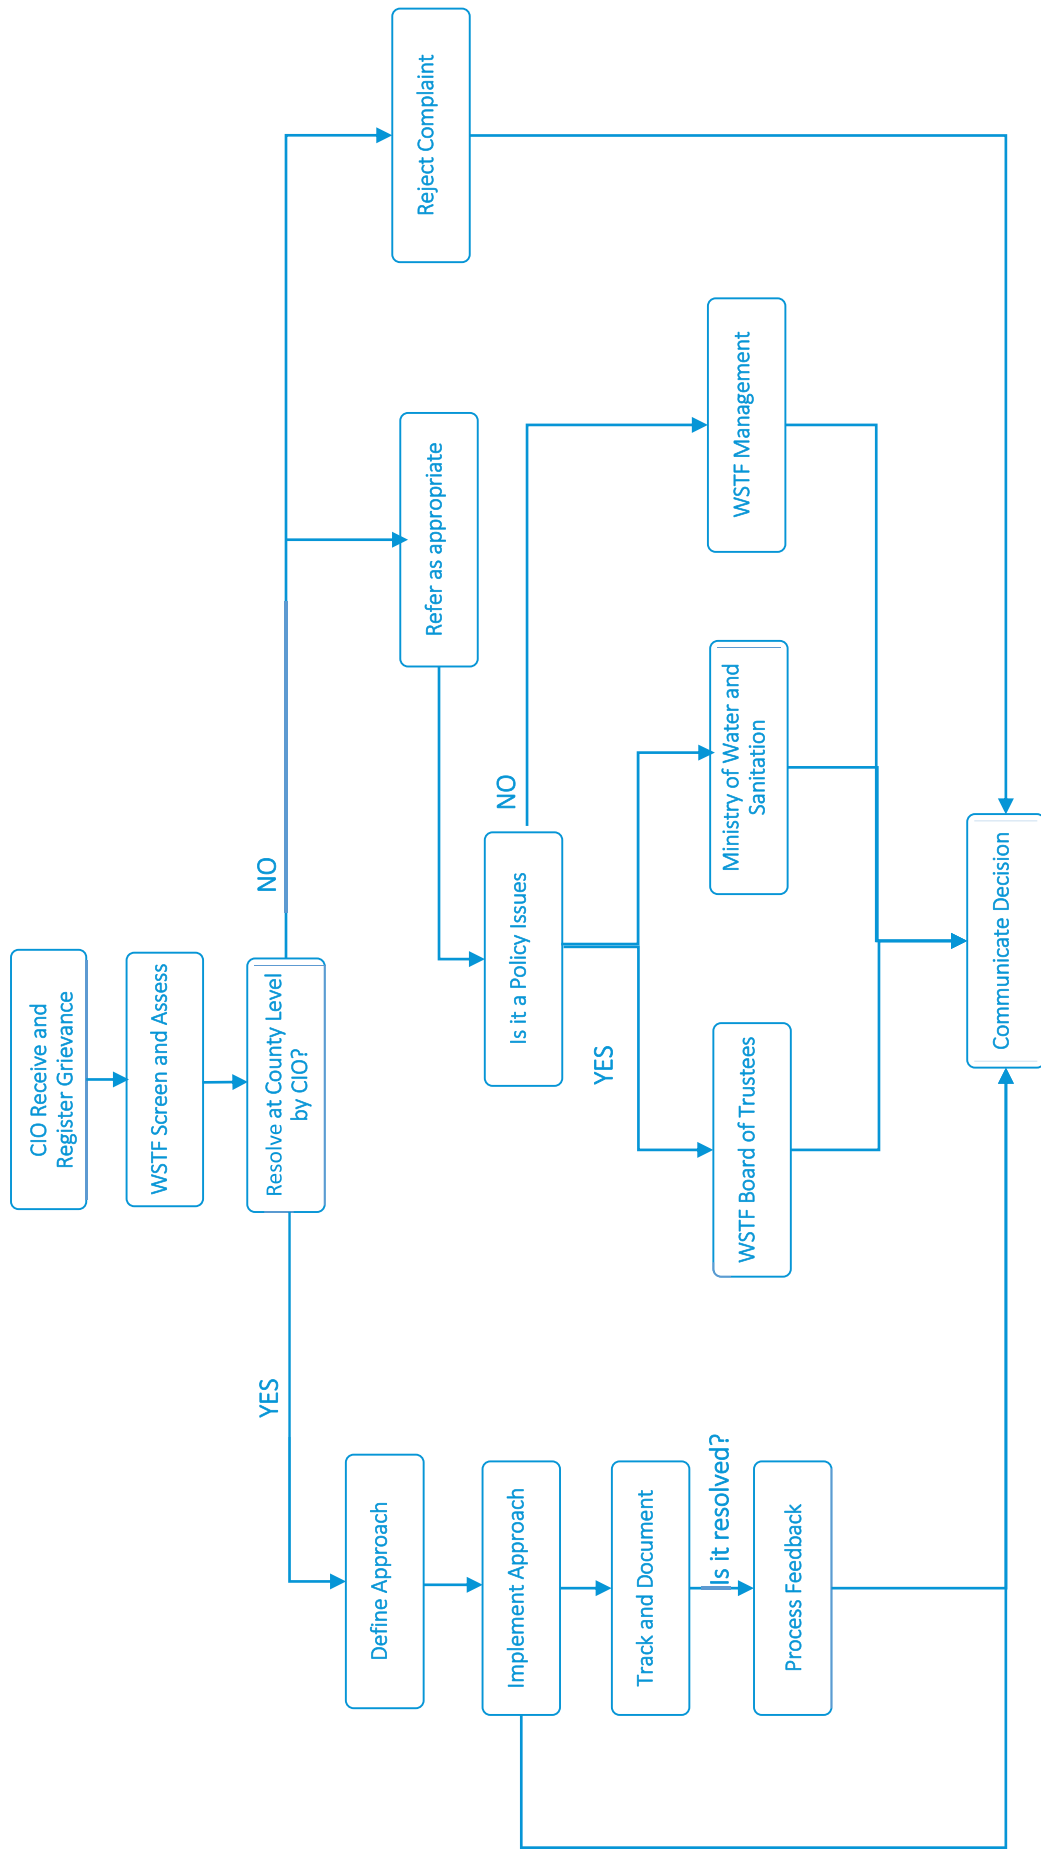 CIO Receive and
Register Grievance
WSTF Screen and Assess
Resolve at County Level
by CIO?
YES
NO
Define Approach
Refer as appropriate
Reject Complaint
Implement Approach
Is it a Policy Issues
YES
NO
Track and Document
Is it resolved?
WSTF Board of Trustees
Ministry of Water and
Sanitation
WSTF Management
Process Feedback
Communicate Decision